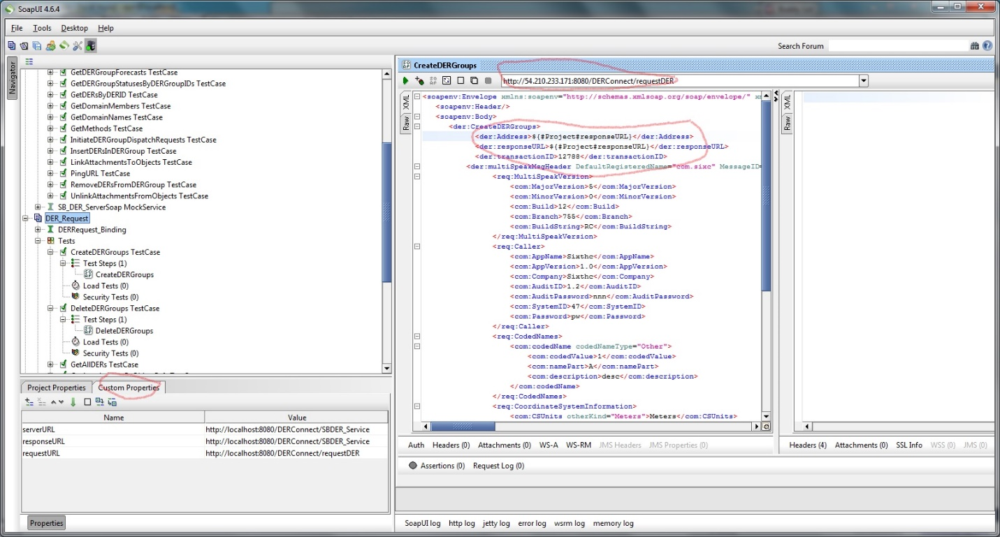 SoapUI 4.6.4
File Tools Desktop Help
Search Forum
Navigator
GetDERGroupForecasts TestCase
GetDERGroupStatusesByDERGroupIDs TestCase
GetDERsByDERID TestCase
GetDomainMembers TestCase
GetDomainNames TestCase
GetMethods TestCase
InitiateDERGroupDispatchRequests TestCase
InsertDERsInDERGroup TestCase
LinkAttachmentsToObjects TestCase
PingURL TestCase
RemoveDERsFromDERGroup TestCase
UnlinkAttachmentsFromObjects TestCase
SB_DER_ServerSoap MockService
DER_Request
DERRequest_Binding
Tests
CreateDERGroups TestCase
Test Steps (1)
CreateDERGroups
Load Tests (0)
Security Tests (0)
DeleteDERGroups TestCase
Test Steps (1)
DeleteDERGroups
Load Tests (0)
Security Tests (0)
GetAllDERs TestCase
Project Properties Custom Properties
Name Value
serverURL http://localhost:8080/DERConnect/SBDER_Service
responseURL http://localhost:8080/DERConnect/SBDER_Service
requestURL http://localhost:8080/DERConnect/requestDER
Properties
CreateDERGroups
http://54.210.233.171:8080/DERConnect/requestDER
XML
Raw
<soapenv:Envelope xmlns:soapenv="http://schemas.xmlsoap.org/soap/envelope/"
<soapenv:Header/>
<soapenv:Body>
<der:CreateDERGroups>
<der:Address>${#Project#responseURL}</der:Address>
<der:responseURL>${#Project#responseURL}</der:responseURL>
<der:transactionID>12788</der:transactionID>
<der:multiSpeakMsgHeader DefaultRegisteredName="com.sixc" MessageID=
<req:MultiSpeakVersion>
<com:MajorVersion>5</com:MajorVersion>
<com:MinorVersion>0</com:MinorVersion>
<com:Build>12</com:Build>
<com:Branch>755</com:Branch>
<com:BuildString>RC</com:BuildString>
</req:MultiSpeakVersion>
<req:Caller>
<com:AppName>Sixthc</com:AppName>
<com:AppVersion>1.0</com:AppVersion>
<com:Company>Sixthc</com:Company>
<com:AuditID>1.2</com:AuditID>
<com:AuditPassword>nnn</com:AuditPassword>
<com:SystemID>47</com:SystemID>
<com:Password>pw</com:Password>
</req:Caller>
<req:CodedNames>
<com:codedName codedNameType="Other">
<com:codedValue>1</com:codedValue>
<com:namePart>A</com:namePart>
<com:description>desc</com:description>
</com:codedName>
</req:CodedNames>
<req:CoordinateSystemInformation>
<com:CSUnits otherKind="Meters">Meters</com:CSUnits>
XML
Raw
Auth Headers (0) Attachments (0) WS-A WS-RM JMS Headers JMS Properties (0)
Headers (4) Attachments (0) SSL Info WSS (0) JMS (0)
Assertions (0) Request Log (0)
SoapUI log http log jetty log error log wsrm log memory log